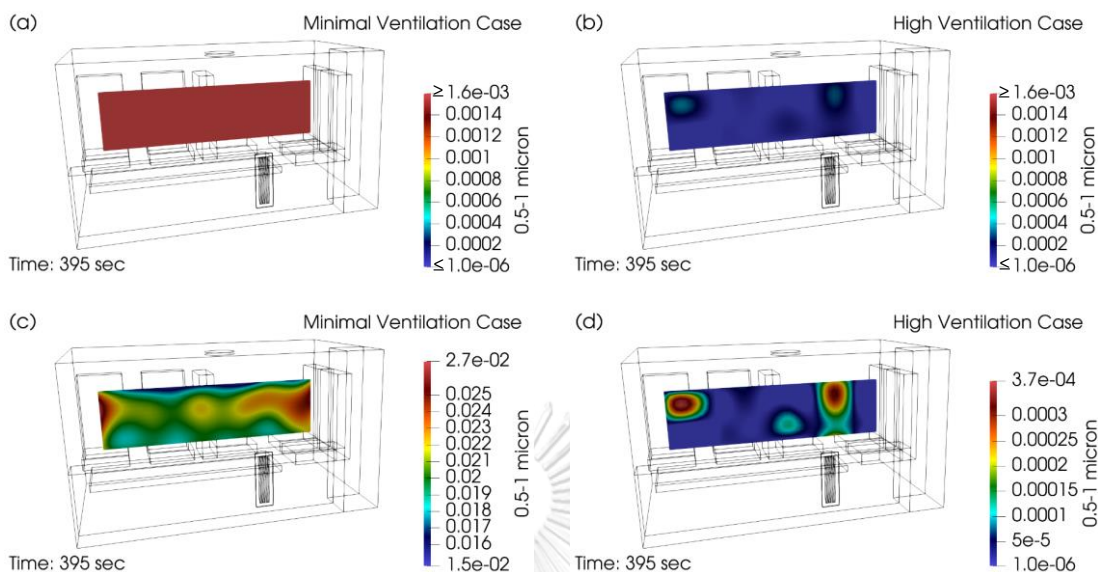 (a)
Minimal Ventilation Case
≥ 1.6e-03
0.0014
0.0012
0.001
0.0008
0.0006
0.0004
0.0002
≤ 1.0e-06
0.5-1 micron
Time: 395 sec
(b)
High Ventilation Case
≥ 1.6e-03
0.0014
0.0012
0.001
0.0008
0.0006
0.0004
0.0002
≤ 1.0e-06
0.5-1 micron
Time: 395 sec
(c)
Minimal Ventilation Case
2.7e-02
0.025
0.024
0.023
0.022
0.02
0.02
0.019
0.018
0.017
0.016
1.5e-02
0.5-1 micron
Time: 395 sec
(d)
High Ventilation Case
3.7e-04
0.0003
0.00025
0.0002
0.00015
0.0001
5e-5
1.0e-06
0.5-1 micron
Time: 395 sec